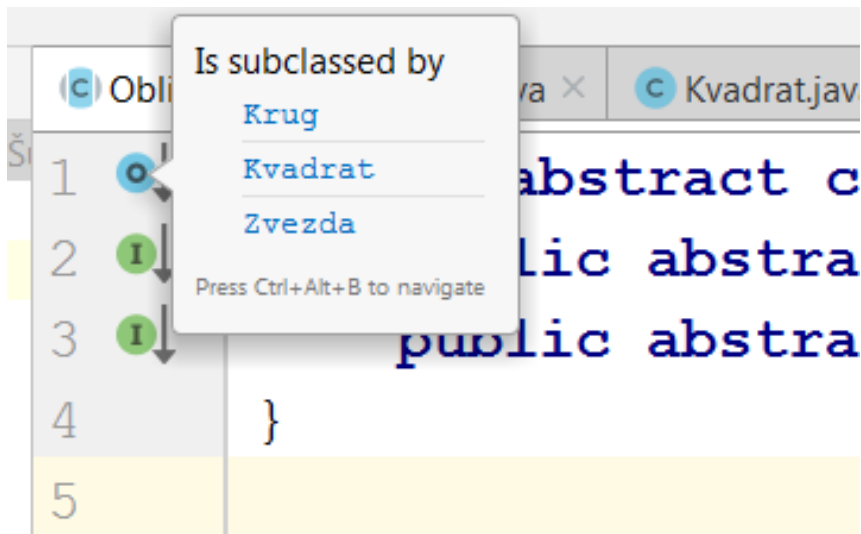 Is subclassed by
Krug
Kvadrat
Zvezda
Press Ctrl+Alt+B to navigate
C Obli va × C Kvadrat.java
1 O abstract c
2 I lic abstra
3 I public abstra
4 }
5